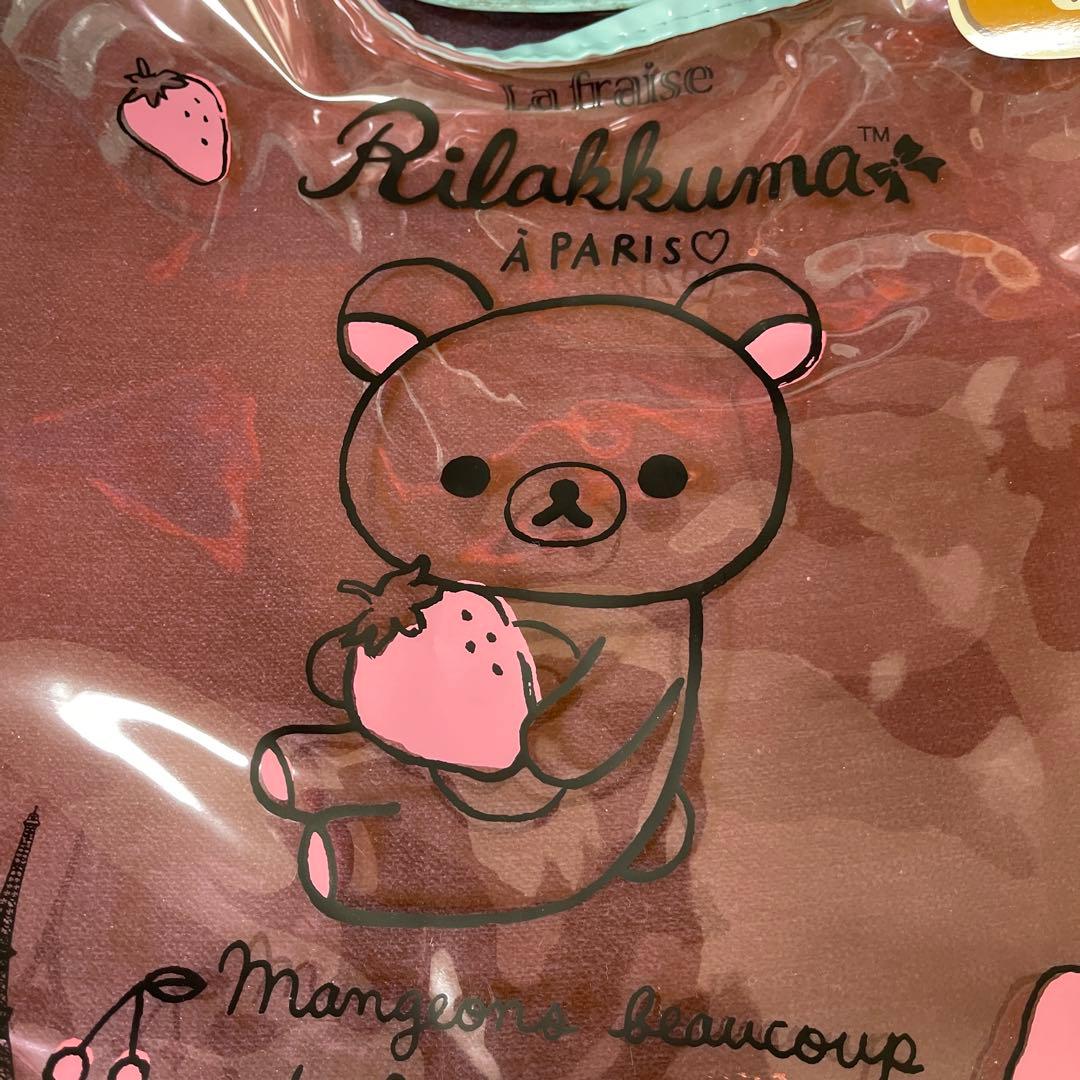 La fraise
Rilakkuma™
À PARIS♡
Mangeons beaucoup